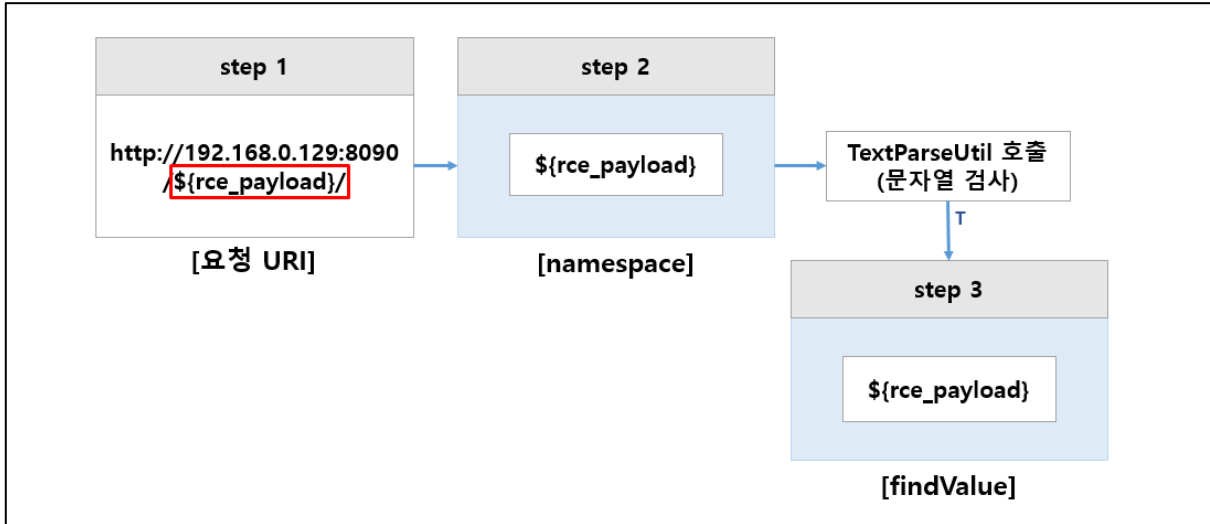 step 1
http://192.168.0.129:8090
/${rce_payload}/
[요청 URI]
step 2
${rce_payload}
[namespace]
TextParseUtil 호출
(문자열 검사)
T
step 3
${rce_payload}
[findValue]